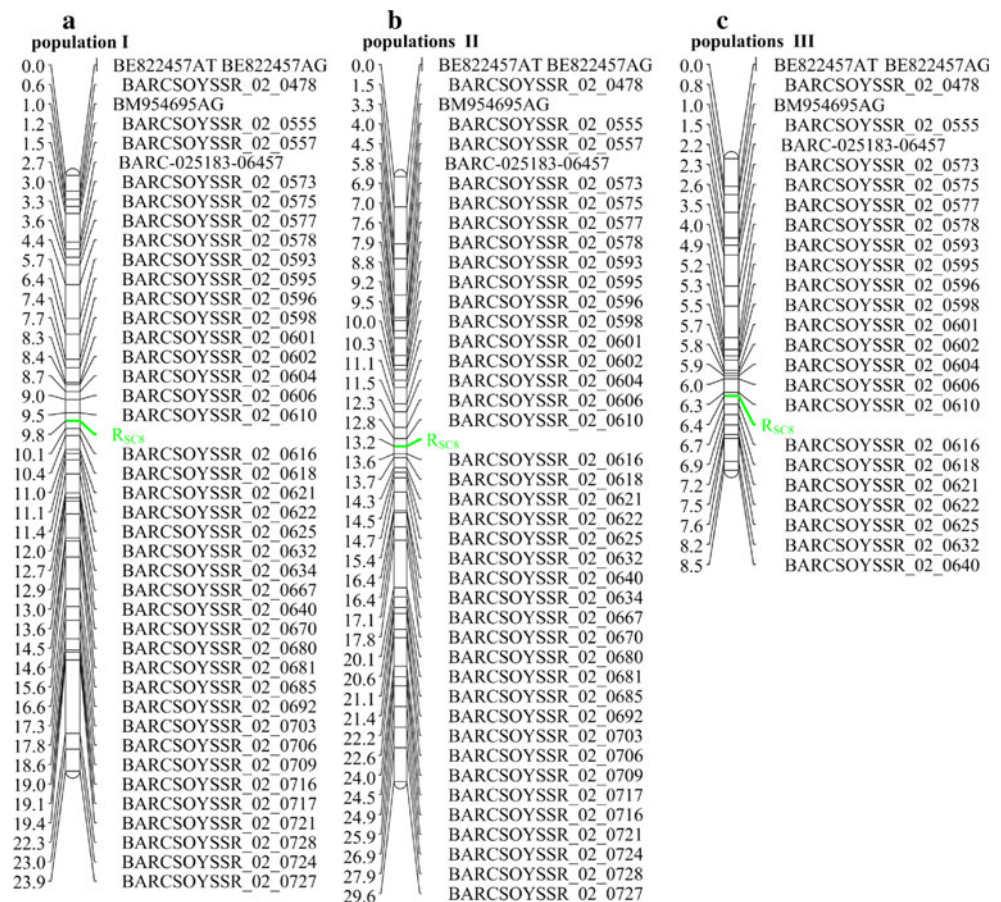 a
population I
0.0 BE822457AT BE822457AG
0.6 BARCSOYSSR_02_0478
1.0 BM954695AG
1.2 BARCSOYSSR_02_0555
1.5 BARCSOYSSR_02_0557
2.7 BARC-025183-06457
3.0 BARCSOYSSR_02_0573
3.3 BARCSOYSSR_02_0575
3.6 BARCSOYSSR_02_0577
4.4 BARCSOYSSR_02_0578
5.7 BARCSOYSSR_02_0593
6.4 BARCSOYSSR_02_0595
7.4 BARCSOYSSR_02_0596
7.7 BARCSOYSSR_02_0598
8.3 BARCSOYSSR_02_0601
8.4 BARCSOYSSR_02_0602
8.7 BARCSOYSSR_02_0604
9.0 BARCSOYSSR_02_0606
9.5 BARCSOYSSR_02_0610
9.8 RSC8
10.1 BARCSOYSSR_02_0616
10.4 BARCSOYSSR_02_0618
11.0 BARCSOYSSR_02_0621
11.1 BARCSOYSSR_02_0622
11.4 BARCSOYSSR_02_0625
12.0 BARCSOYSSR_02_0632
12.7 BARCSOYSSR_02_0634
12.9 BARCSOYSSR_02_0667
13.0 BARCSOYSSR_02_0640
13.6 BARCSOYSSR_02_0670
14.5 BARCSOYSSR_02_0680
14.6 BARCSOYSSR_02_0681
15.6 BARCSOYSSR_02_0685
16.6 BARCSOYSSR_02_0692
17.3 BARCSOYSSR_02_0703
17.8 BARCSOYSSR_02_0706
18.6 BARCSOYSSR_02_0709
19.0 BARCSOYSSR_02_0716
19.1 BARCSOYSSR_02_0717
19.4 BARCSOYSSR_02_0721
22.3 BARCSOYSSR_02_0728
23.0 BARCSOYSSR_02_0724
23.9 BARCSOYSSR_02_0727
b
populations II
0.0 BE822457AT BE822457AG
1.5 BARCSOYSSR_02_0478
3.3 BM954695AG
4.0 BARCSOYSSR_02_0555
4.5 BARCSOYSSR_02_0557
5.8 BARC-025183-06457
6.9 BARCSOYSSR_02_0573
7.0 BARCSOYSSR_02_0575
7.6 BARCSOYSSR_02_0577
7.9 BARCSOYSSR_02_0578
8.8 BARCSOYSSR_02_0593
9.2 BARCSOYSSR_02_0595
9.5 BARCSOYSSR_02_0596
10.0 BARCSOYSSR_02_0598
10.3 BARCSOYSSR_02_0601
11.1 BARCSOYSSR_02_0602
11.5 BARCSOYSSR_02_0604
12.3 BARCSOYSSR_02_0606
12.8 BARCSOYSSR_02_0610
13.2 RSC8
13.6 BARCSOYSSR_02_0616
13.7 BARCSOYSSR_02_0618
14.3 BARCSOYSSR_02_0621
14.5 BARCSOYSSR_02_0622
14.7 BARCSOYSSR_02_0625
15.4 BARCSOYSSR_02_0632
16.4 BARCSOYSSR_02_0640
16.4 BARCSOYSSR_02_0634
17.1 BARCSOYSSR_02_0667
17.8 BARCSOYSSR_02_0670
20.1 BARCSOYSSR_02_0680
20.6 BARCSOYSSR_02_0681
21.1 BARCSOYSSR_02_0685
21.4 BARCSOYSSR_02_0692
22.2 BARCSOYSSR_02_0703
22.6 BARCSOYSSR_02_0706
24.0 BARCSOYSSR_02_0709
24.5 BARCSOYSSR_02_0717
24.9 BARCSOYSSR_02_0716
25.9 BARCSOYSSR_02_0721
26.9 BARCSOYSSR_02_0724
27.9 BARCSOYSSR_02_0728
29.6 BARCSOYSSR_02_0727
c
populations III
0.0 BE822457AT BE822457AG
0.8 BARCSOYSSR_02_0478
1.0 BM954695AG
1.5 BARCSOYSSR_02_0555
2.2 BARC-025183-06457
2.3 BARCSOYSSR_02_0573
2.6 BARCSOYSSR_02_0575
3.5 BARCSOYSSR_02_0577
4.0 BARCSOYSSR_02_0578
4.9 BARCSOYSSR_02_0593
5.2 BARCSOYSSR_02_0595
5.3 BARCSOYSSR_02_0596
5.5 BARCSOYSSR_02_0598
5.7 BARCSOYSSR_02_0601
5.8 BARCSOYSSR_02_0602
5.9 BARCSOYSSR_02_0604
6.0 BARCSOYSSR_02_0606
6.3 BARCSOYSSR_02_0610
6.4 RSC8
6.7 BARCSOYSSR_02_0616
6.9 BARCSOYSSR_02_0618
7.2 BARCSOYSSR_02_0621
7.5 BARCSOYSSR_02_0622
7.6 BARCSOYSSR_02_0625
8.2 BARCSOYSSR_02_0632
8.5 BARCSOYSSR_02_0640